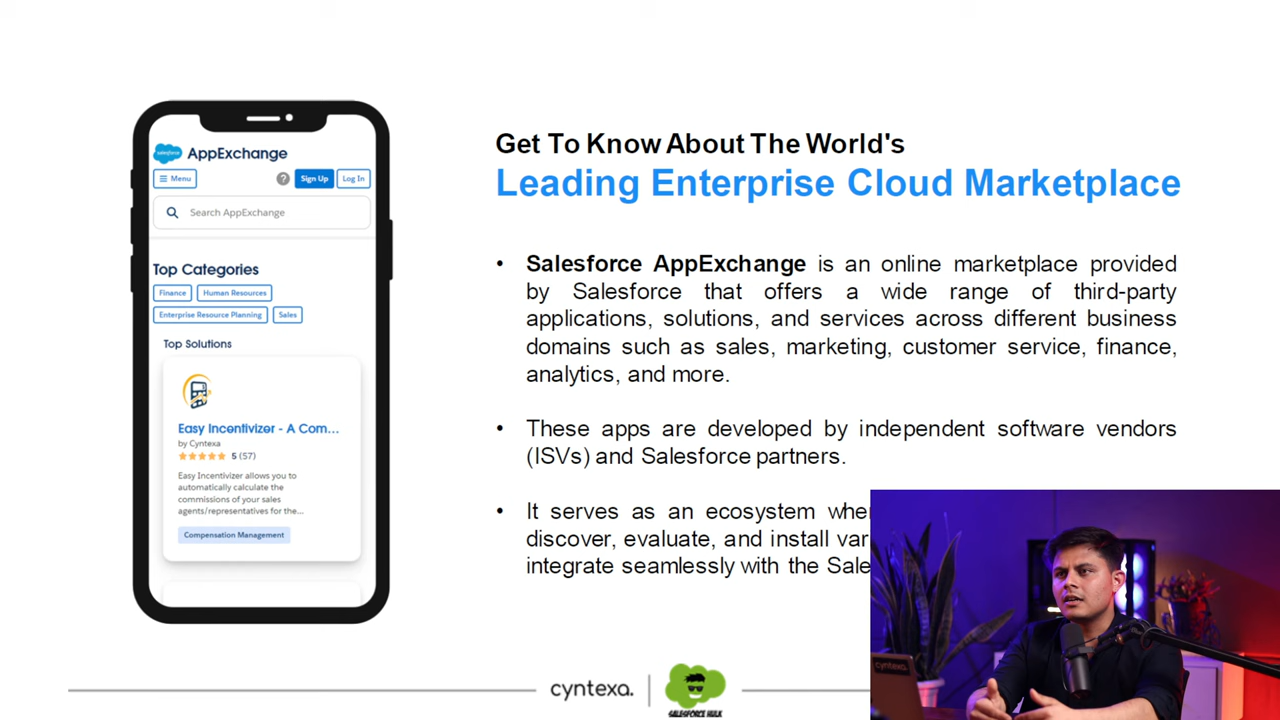 Get To Know About The World's
Leading Enterprise Cloud Marketplace
salesforce AppExchange
Menu
? Sign Up Log In
Search AppExchange
Top Categories
Finance Human Resources
Enterprise Resource Planning Sales
Top Solutions
Easy Incentivizer - A Com...
by Cyntexa
5 (57)
Easy Incentivizer allows you to
automatically calculate the
commissions of your sales
agents/representatives for the...
Compensation Management
• Salesforce AppExchange is an online marketplace provided
by Salesforce that offers a wide range of third-party
applications, solutions, and services across different business
domains such as sales, marketing, customer service, finance,
analytics, and more.
• These apps are developed by independent software vendors
(ISVs) and Salesforce partners.
• It serves as an ecosystem
discover, evaluate, and install
integrate seamlessly with the
cyntexa.
SALESFORCE HULK
cyntexa.